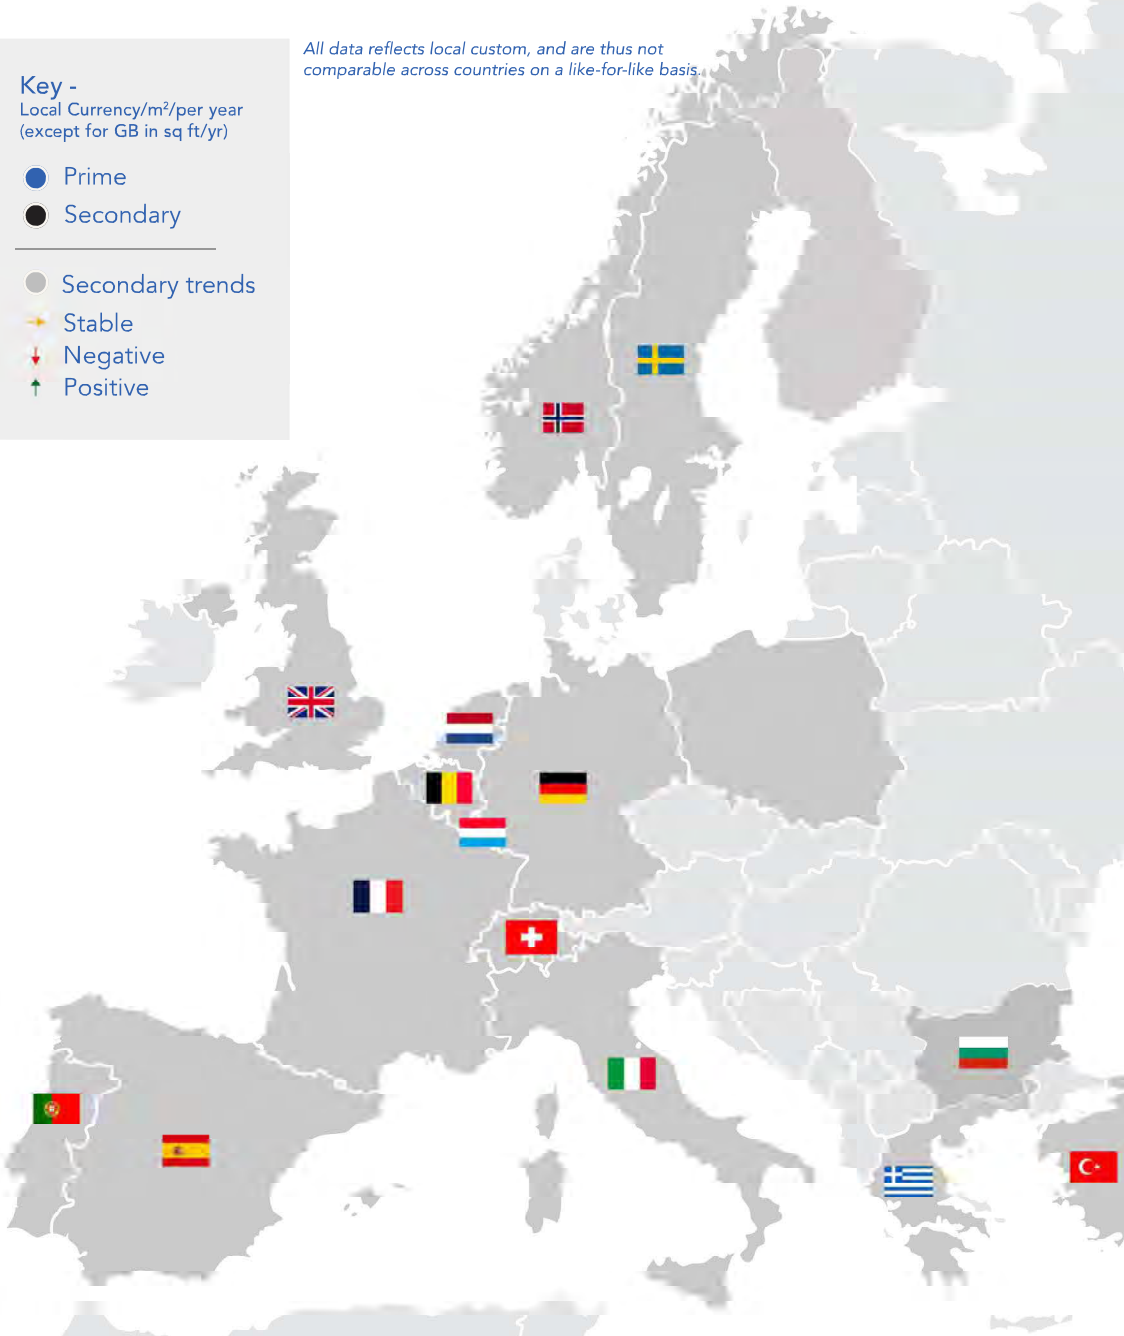 All data reflects local custom, and are thus not
comparable across countries on a like-for-like basis.
Key -
Local Currency/m²/per year
(except for GB in sq ft/yr)
Prime
Secondary
Secondary trends
Stable
Negative
Positive